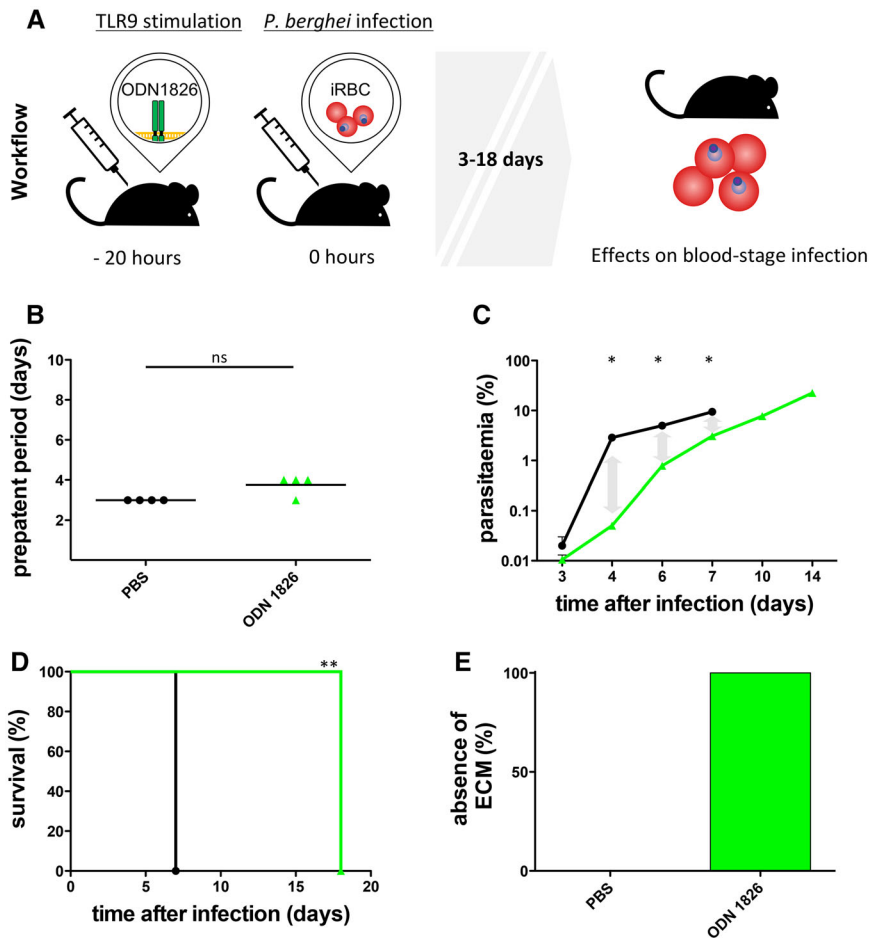 A
TLR9 stimulation
P. berghei infection
ODN1826
iRBC
Workflow
3-18 days
- 20 hours
0 hours
Effects on blood-stage infection
B
ns
prepatent period (days)
10
8
6
4
2
PBS
ODN 1826
C
* * *
parasitaemia (%)
100
10
1
0.1
0.01
3 4 6 7 10 14
time after infection (days)
D
**
survival (%)
100
80
60
40
20
0
0 5 10 15 20
time after infection (days)
E
absence of
ECM (%)
100
50
0
PBS
ODN 1826